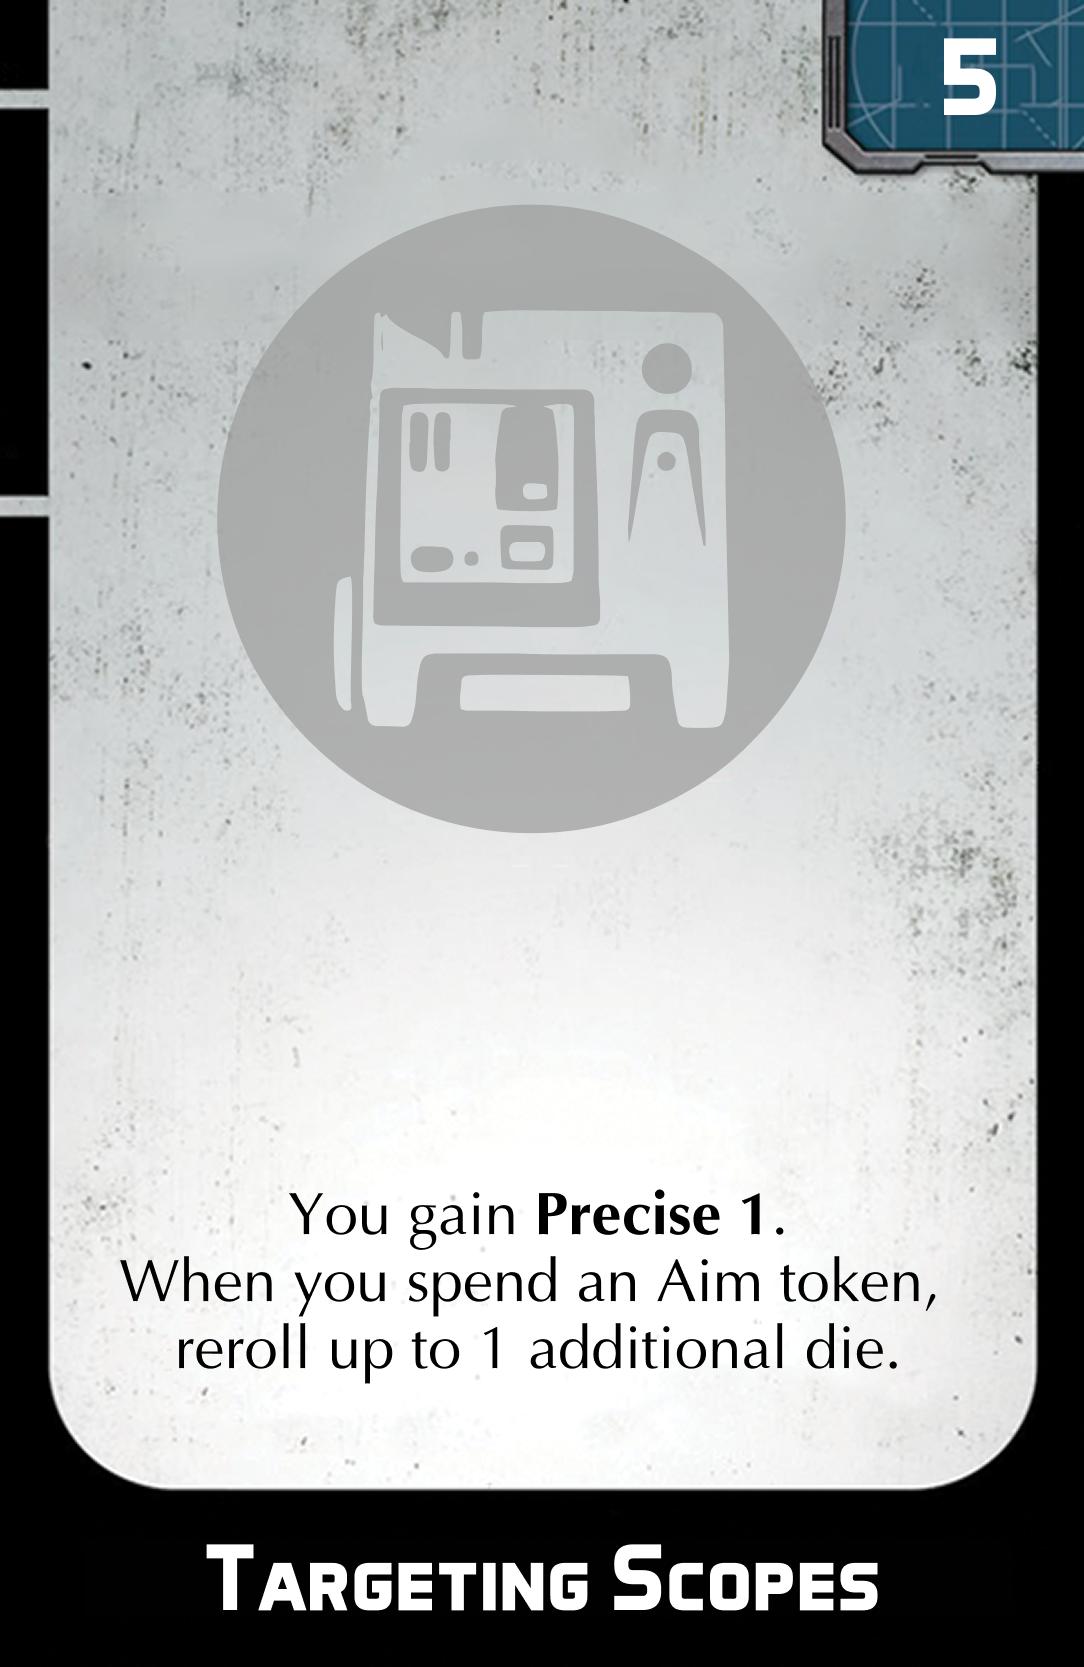 5
You gain Precise 1.
When you spend an Aim token,
reroll up to 1 additional die.
Targeting Scopes